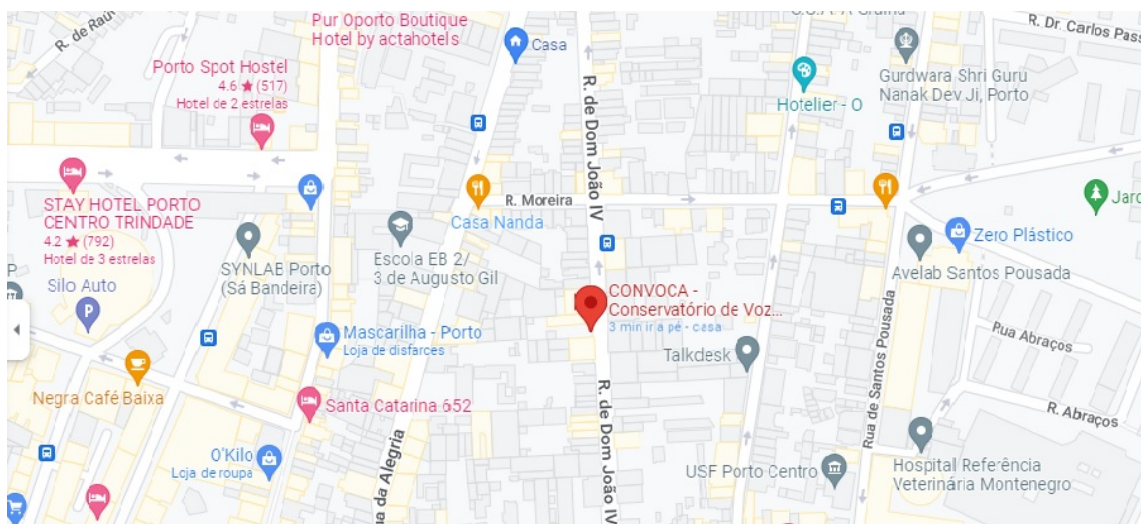 R. de Raúl
Pur Oporto Boutique
Hotel by actahotels
Casa
R. Dr. Carlos Pass
Porto Spot Hostel
4.6 ★ (517)
Hotel de 2 estrelas
R. de Dom João IV
Hotelier - O
Gurdwara Shri Guru
Nanak Dev Ji, Porto
STAY HOTEL PORTO
CENTRO TRINDADE
4.2 ★ (792)
Hotel de 3 estrelas
R. Moreira
Casa Nanda
Jard
Zero Plástico
SYNLAB Porto
(Sá Bandeira)
Escola EB 2/
3 de Augusto Gil
Avelab Santos Pousada
P
Silo Auto
P
CONVOCA -
Conservatório de Voz...
3 min ir a pé - casa
Mascarilha - Porto
Loja de disfarces
Talkdesk
Rua Abraços
Negra Café Baixa
Santa Catarina 652
R. de Dom João IV
Rua de Santos Pousada
R. Abraços
O'Kilo
Loja de roupa
a da Alegria
USF Porto Centro
Hospital Referência
Veterinária Montenegro